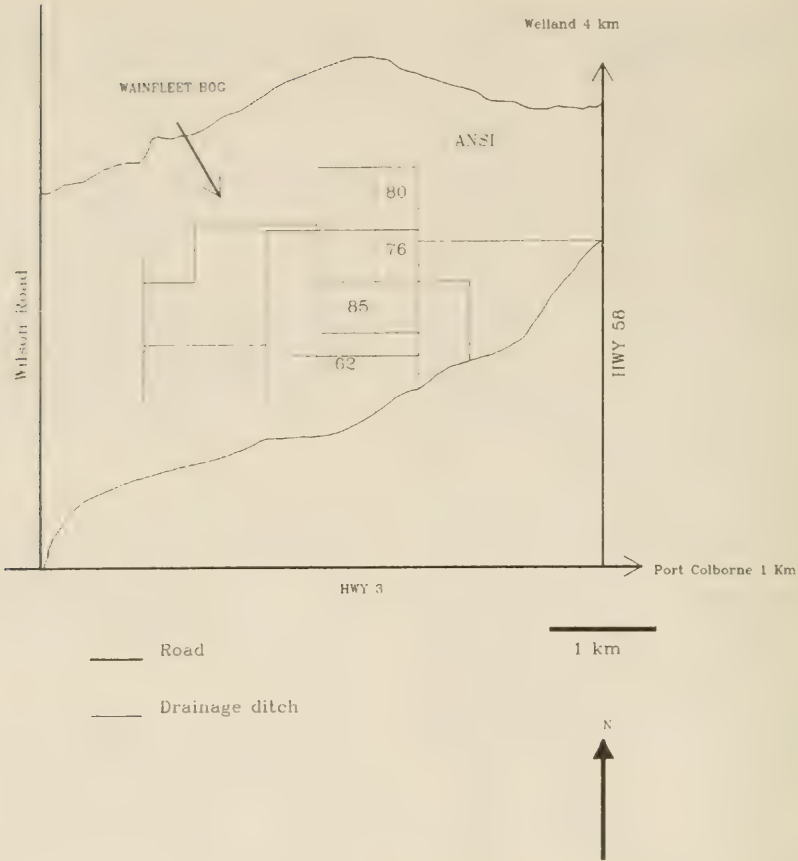 Welland 4 km
WAINFLEET BOG
ANSI
80
76
85
62
Wilson Road
HWY 58
Port Colborne 1 Km
HWY 3
Road
1 km
Drainage ditch
N